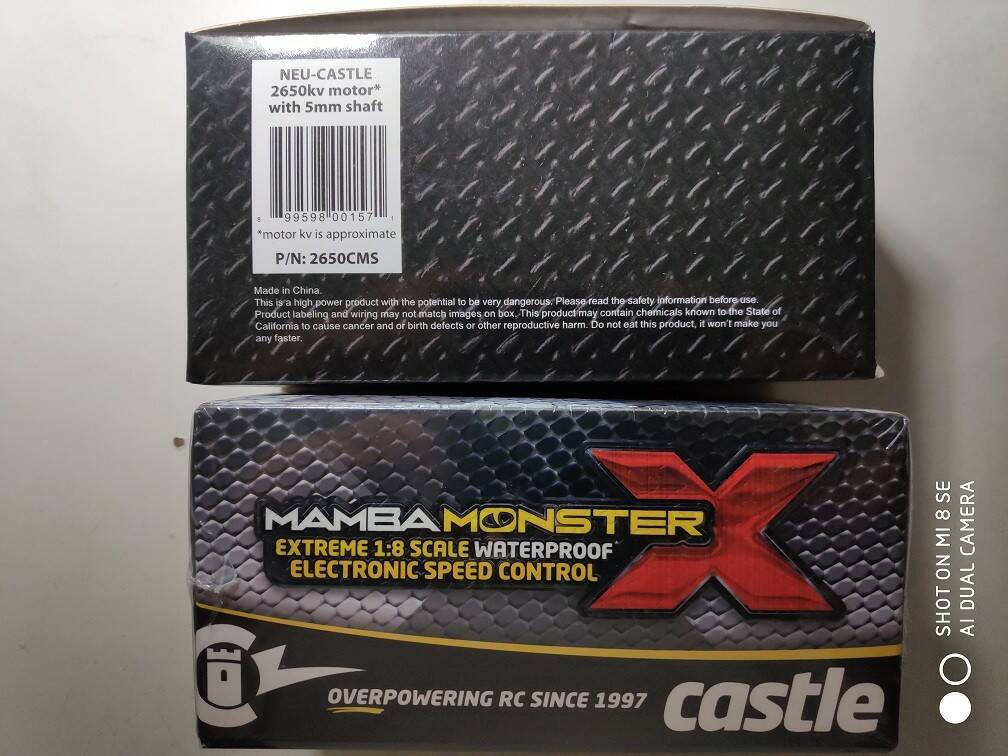 NEU-CASTLE
2650kv motor*
with 5mm shaft
8 99598 00157 1
*motor kv is approximate
P/N: 2650CMS
Made in China.
This is a high power product with the potential to be very dangerous. Please read the safety information before use.
Product labeling and wiring may not match images on box. This product may contain chemicals known to the State of
California to cause cancer and or birth defects or other reproductive harm. Do not eat this product, it won't make you
any faster.
MAMBA MONSTER X
EXTREME 1:8 SCALE WATERPROOF
ELECTRONIC SPEED CONTROL
OVERPOWERING RC SINCE 1997
castle
SHOT ON MI 8 SE
AI DUAL CAMERA